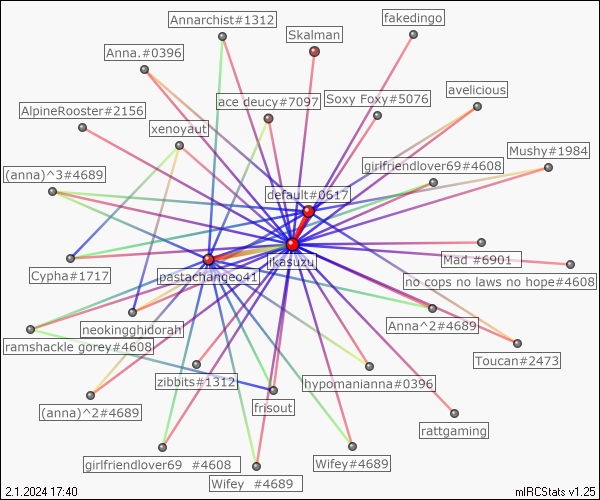 Annarchist#1312
fakedingo
Skalman
Anna.#0396
avelicious
ace deucy#7097
Soxy Foxy#5076
AlpineRooster#2156
xenoyaut
Mushy#1984
girlfriendlover69#4608
(anna)^3#4689
default#0617
Mad #6901
ikasuzu
Cypha#1717
pastachangeo41
no cops no laws no hope#4608
Anna^2#4689
neokingghidorah
ramshackle gorey#4608
Toucan#2473
zibbits#1312
hypomanianna#0396
frisout
(anna)^2#4689
rattgaming
girlfriendlover69 #4608
Wifey#4689
Wifey #4689
2.1.2024 17:40
mIRCStats v1.25